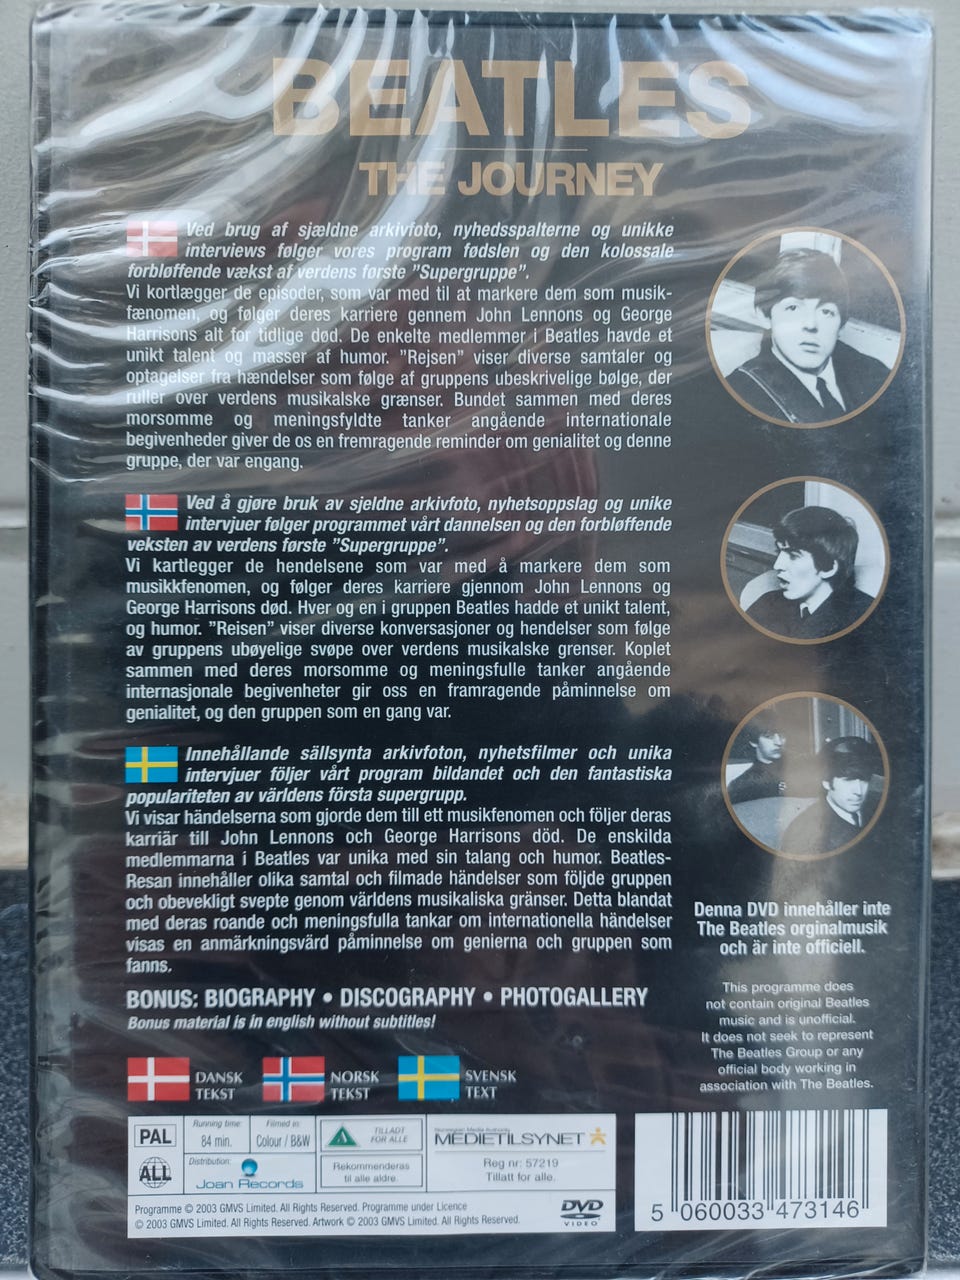 BEATLES
THE JOURNEY
Ved brug af sjældne arkivfoto, nyhedsspalterne og unikke
interviews følger vores program fødslen og den kolossale
forbløffende vækst af verdens første ”Supergruppe”.
Vi kortlægger de episoder, som var med til at markere dem som musik-
fænomen, og følger deres karriere gennem John Lennons og George
Harrisons alt for tidlige død. De enkelte medlemmer i Beatles havde et
unikt talent og masser af humor. ”Rejsen” viser diverse samtaler og
optagelser fra hændelser som følge af gruppens ubeskrivelige bølge, der
ruller over verdens musikalske grænser. Bundet sammen med deres
morsomme og meningsfyldte tanker angående internationale
begivenheder giver de os en fremragende reminder om genialitet og denne
gruppe, der var engang.
Ved å gjøre bruk av sjeldne arkivfoto, nyhetsoppslag og unike
intervjuer følger programmet vårt dannelsen og den forbløffende
veksten av verdens første ”Supergruppe”.
Vi kartlegger de hendelsene som var med å markere dem som
musikkfenomen, og følger deres karriere gjennom John Lennons og
George Harrisons død. Hver og en i gruppen Beatles hadde et unikt talent,
og humor. ”Reisen” viser diverse konversasjoner og hendelser som følge
av gruppens ubøyelige svøpe over verdens musikalske grenser. Koplet
sammen med deres morsomme og meningsfulle tanker angående
internasjonale begivenheter gir oss en framragende påminnelse om
genialitet, og den gruppen som en gang var.
Innehållande sällsynta arkivfoton, nyhetsfilmer och unika
intervjuer följer vårt program bildandet och den fantastiska
populariteten av världens första supergrupp.
Vi visar händelserna som gjorde dem till ett musikfenomen och följer deras
karriär till John Lennons och George Harrisons död. De enskilda
medlemmarna i Beatles var unika med sin talang och humor. Beatles-
Resan innehåller olika samtal och filmade händelser som följde gruppen
och obevekligt svepte genom världens musikaliska gränser. Detta blandat
med deras roande och meningsfulla tankar om internationella händelser
visas en anmärkningsvärd påminnelse om genierna och gruppen som
fanns.
BONUS: BIOGRAPHY • DISCOGRAPHY • PHOTOGALLERY
Bonus material is in english without subtitles!
Denna DVD innehåller inte
The Beatles orginalmusik
och är inte officiell.
This programme does
not contain original Beatles
music and is unofficial.
It does not seek to represent
The Beatles Group or any
official body working in
association with The Beatles.
DANSK
TEKST
NORSK
TEKST
SVENSK
TEXT
PAL
ALL
Running time:
84 min.
Filmed in:
Colour / B&W
Distribution:
Joan Records
TILLADT
FOR ALLE
Rekommenderas
til alle aldre.
Norwegian Media Authority
MEDIETILSYNET
Reg nr: 57219
Tillatt for alle.
Programme © 2003 GMVS Limited. All Rights Reserved. Programme under Licence
© 2003 GMVS Limited. All Rights Reserved. Artwork © 2003 GMVS Limited. All Rights Reserved.
DVD
VIDEO
5 060033 473146